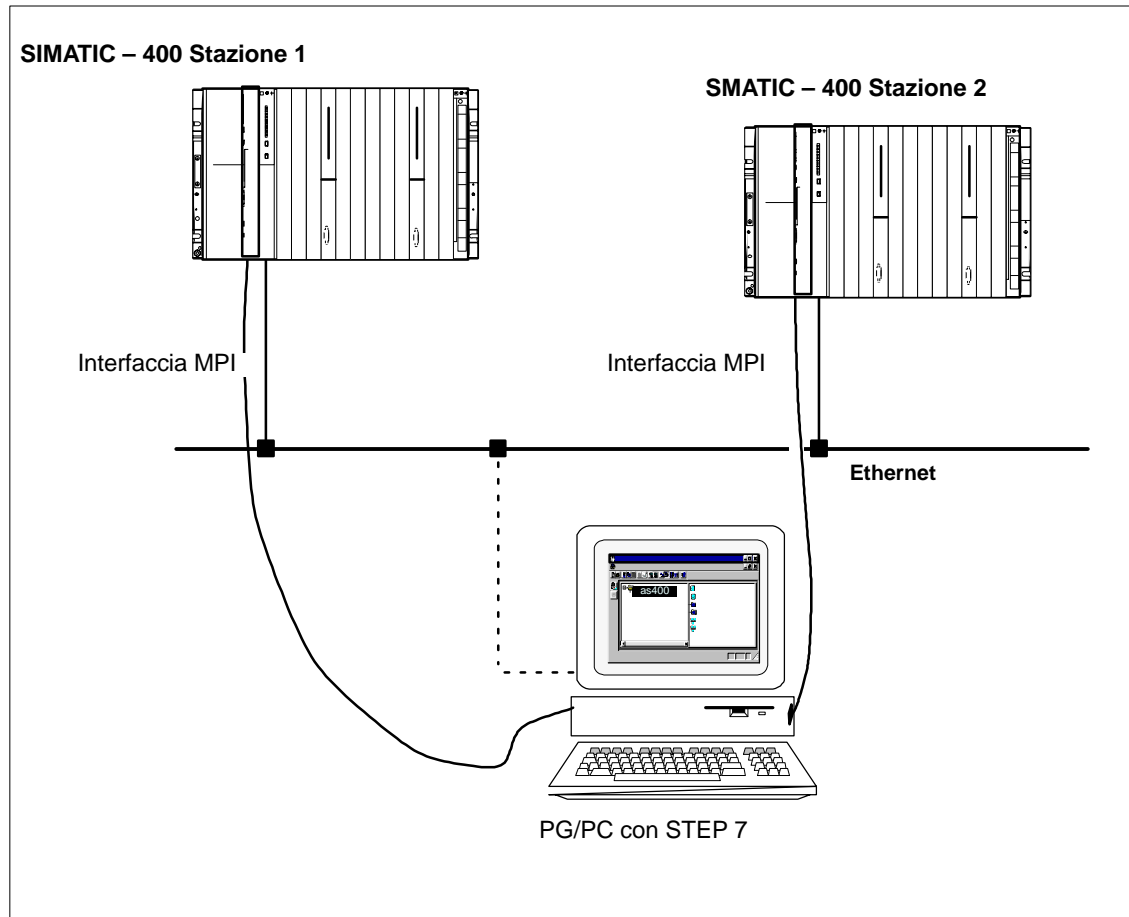 SIMATIC – 400 Stazione 1
SMATIC – 400 Stazione 2
Interfaccia MPI
Interfaccia MPI
Ethernet
as400
PG/PC con STEP 7